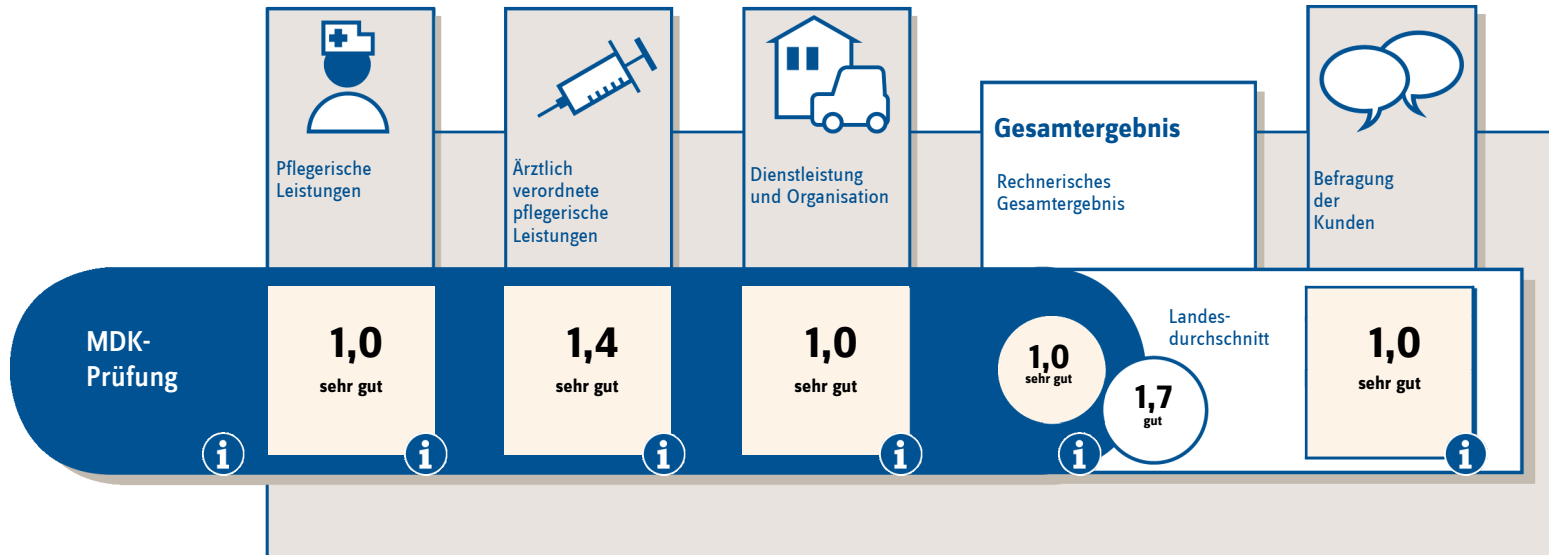 Pflegerische
Leistungen
Ärztlich
verordnete
pflegerische
Leistungen
Dienstleistung
und Organisation
Gesamtergebnis
Rechnerisches
Gesamtergebnis
Befragung
der
Kunden
MDK-
Prüfung
1,0
sehr gut
1,4
sehr gut
1,0
sehr gut
1,0
sehr gut
Landes-
durchschnitt
1,7
gut
1,0
sehr gut
i
i
i
i
i
i